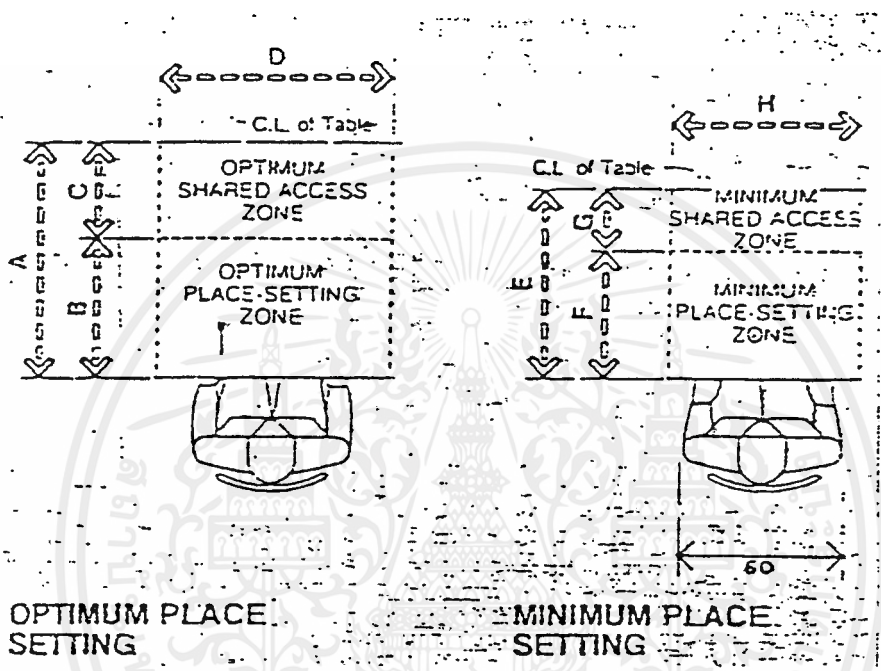 D
C.L. of Table
OPTIMUM
SHARED ACCESS
ZONE
OPTIMUM
PLACE-SETTING
ZONE
A
C
B
H
C.L. of Table
MINIMUM
SHARED ACCESS
ZONE
MINIMUM
PLACE-SETTING
ZONE
E
G
F
60
OPTIMUM PLACE
SETTING
MINIMUM PLACE
SETTING